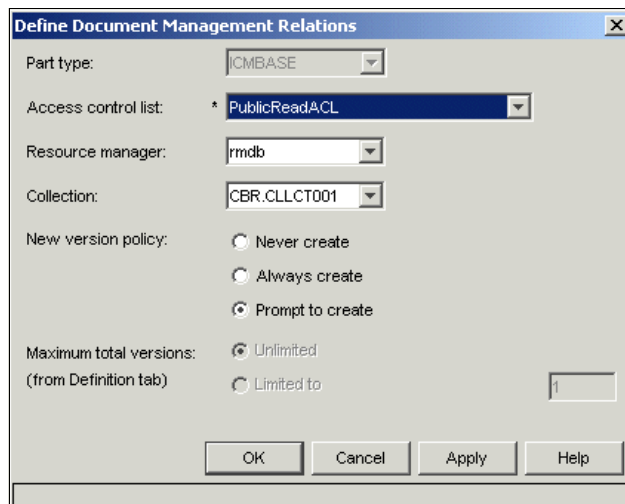 Define Document Management Relations
Part type: ICMBASE
Access control list: * PublicReadACL
Resource manager: rmdb
Collection: CBR.CLLCT001
New version policy: Never create
Always create
Prompt to create
Maximum total versions: Unlimited
(from Definition tab) Limited to 1
OK Cancel Apply Help